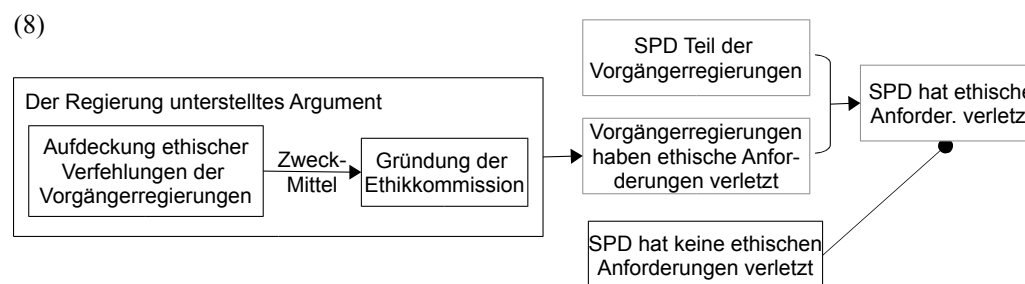 (8)
SPD Teil der
Vorgängerregierungen
SPD hat ethische
Anforder. verletzt
Der Regierung unterstelltes Argument
Aufdeckung ethischer
Verfehlungen der
Vorgängerregierungen
Zweck-
Mittel
Gründung der
Ethikkommission
Vorgängerregierungen
haben ethische Anfor-
derungen verletzt
SPD hat keine ethischen
Anforderungen verletzt